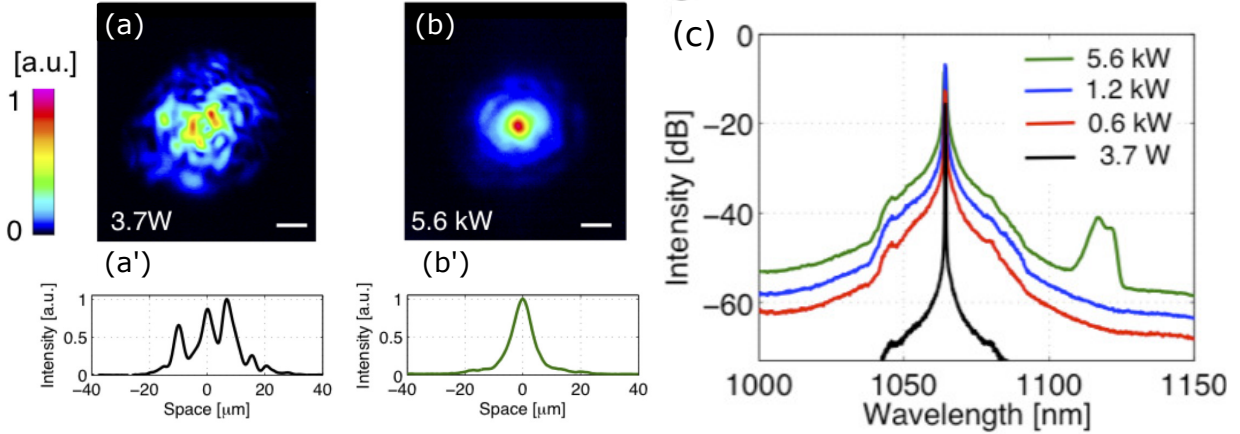 (a)
(b)
(c)
[a.u.]
1
0
3.7W
5.6 kW
(a')
(b')
Intensity [a.u.]
1
0.5
0
−40 −20 0 20 40
Space [μm]
Intensity [a.u.]
1
0.5
0
−40 −20 0 20 40
Space [μm]
Intensity [dB]
0
−20
−40
−60
1000 1050 1100 1150
Wavelength [nm]
5.6 kW
1.2 kW
0.6 kW
3.7 W